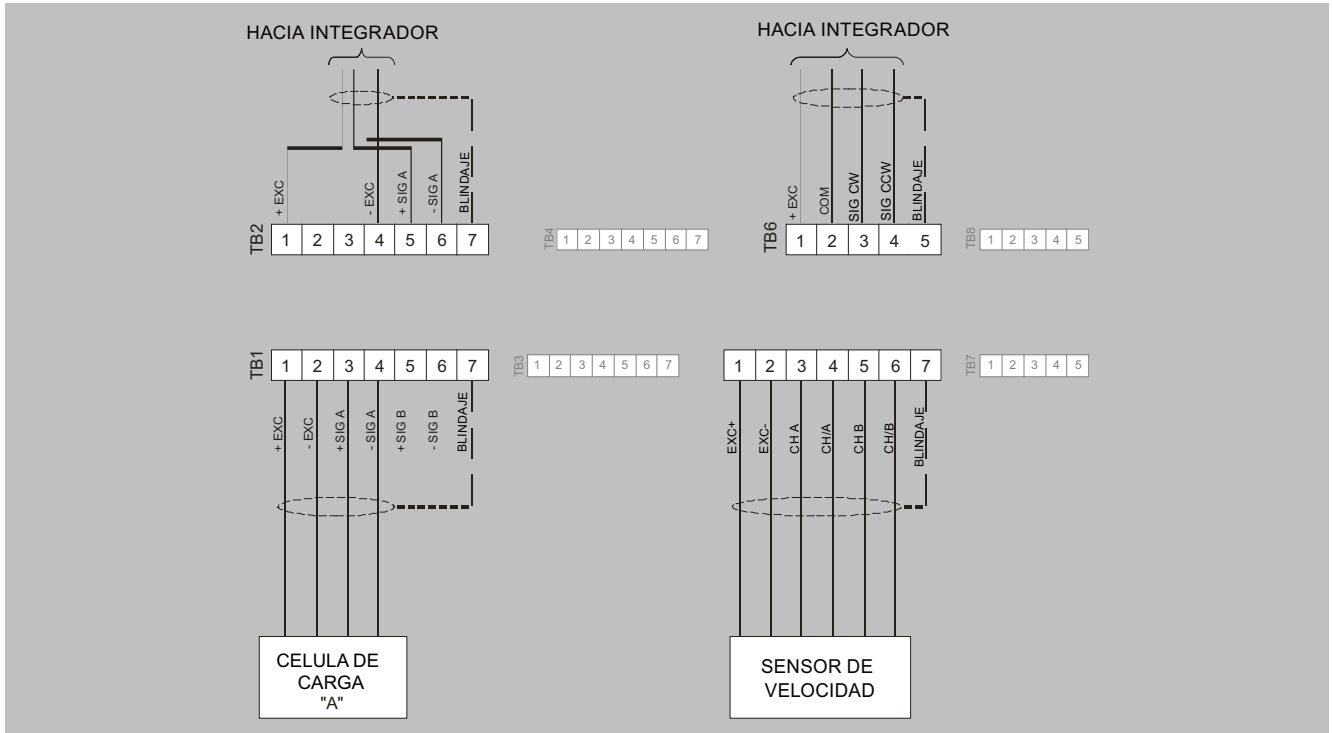 HACIA INTEGRADOR
HACIA INTEGRADOR
+ EXC
- EXC
+ SIG A
- SIG A
BLINDAJE
+ EXC
COM
SIG CW
SIG CCW
BLINDAJE
TB2
1 2 3 4 5 6 7
TB4
1 2 3 4 5 6 7
TB6
1 2 3 4 5
TB8
1 2 3 4 5
TB1
1 2 3 4 5 6 7
TB3
1 2 3 4 5 6 7
1 2 3 4 5 6 7
TB7
1 2 3 4 5
+ EXC
- EXC
+ SIG A
- SIG A
+ SIG B
- SIG B
BLINDAJE
EXC+
EXC-
CH A
CH/A
CH B
CH/B
BLINDAJE
CELULA DE
CARGA
"A"
SENSOR DE
VELOCIDAD